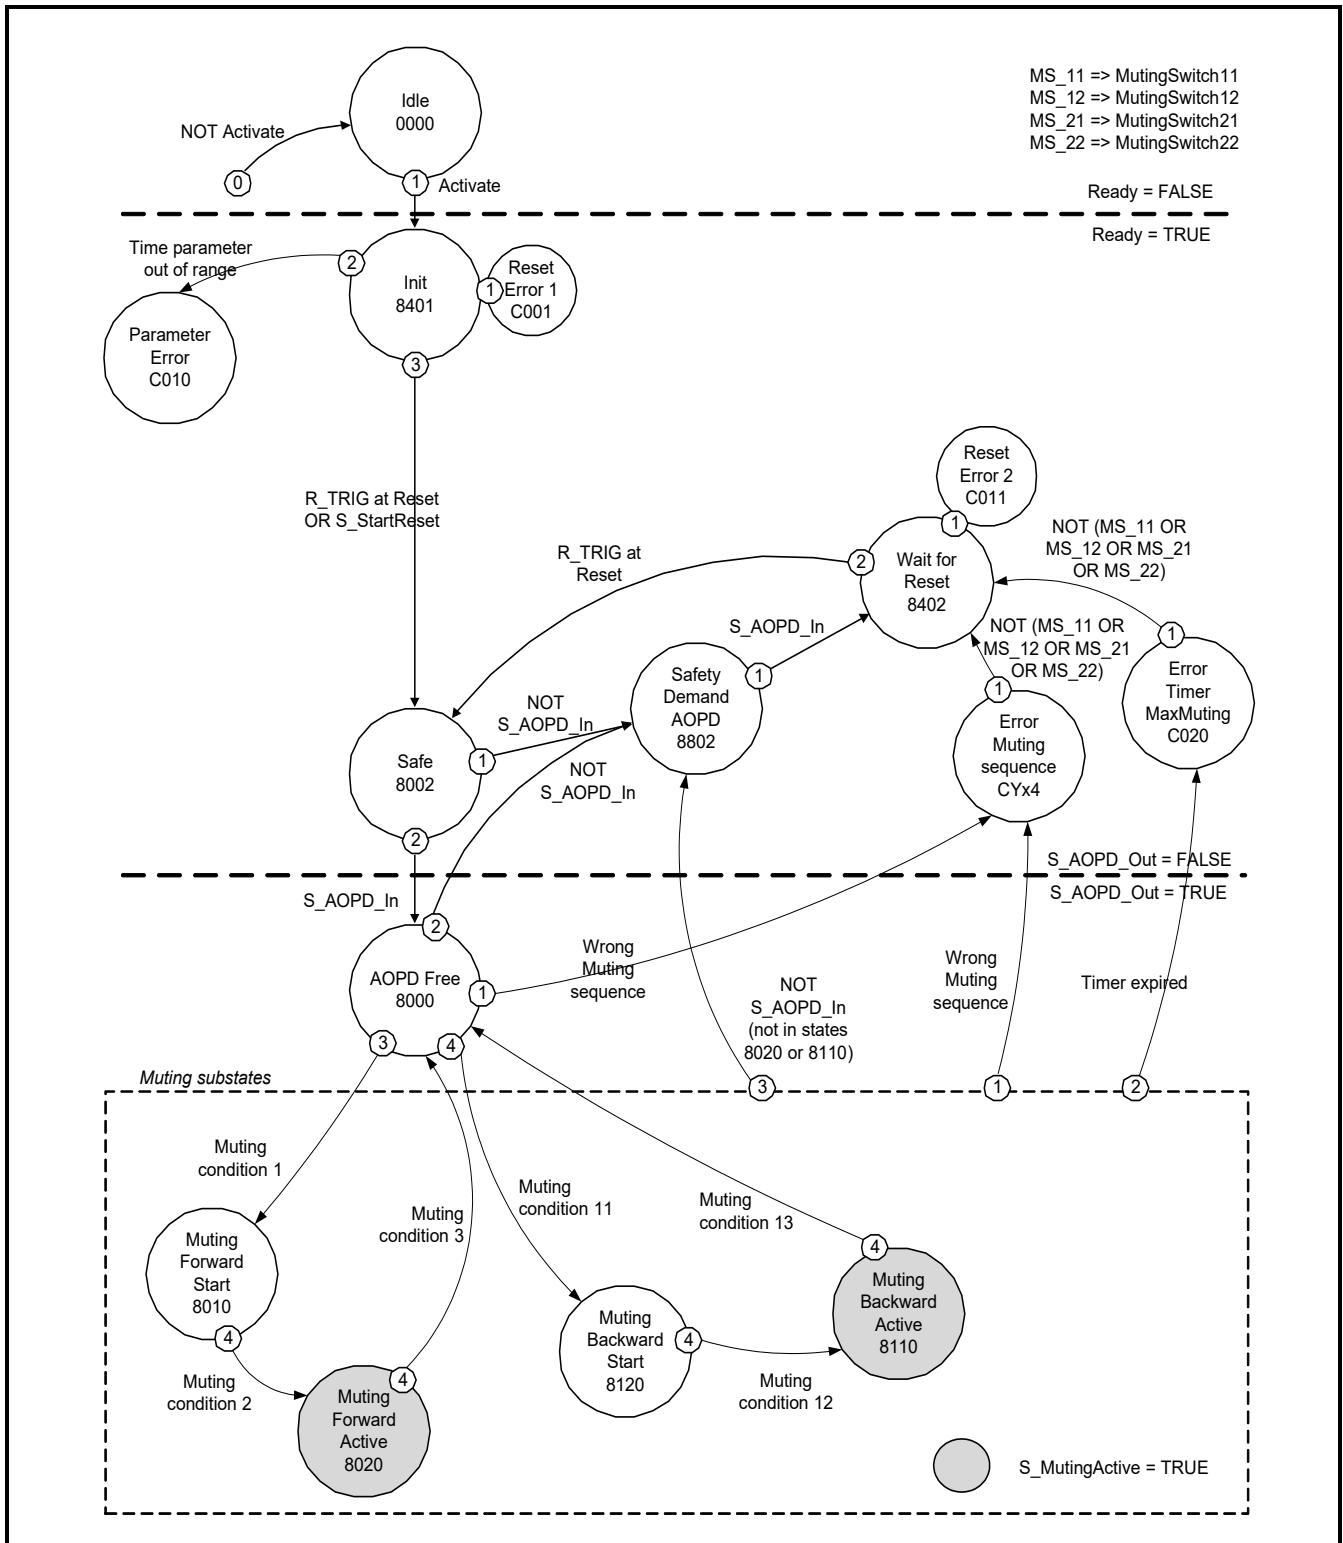 MS_11 => MutingSwitch11
MS_12 => MutingSwitch12
MS_21 => MutingSwitch21
MS_22 => MutingSwitch22
Idle
0000
NOT Activate
0
1
Activate
Ready = FALSE
Ready = TRUE
Time parameter
out of range
2
Init
8401
1
Reset
Error 1
C001
Parameter
Error
C010
3
R_TRIG at Reset
OR S_StartReset
Reset
Error 2
C011
1
NOT (MS_11 OR
MS_12 OR MS_21
OR MS_22)
R_TRIG at
Reset
2
Wait for
Reset
8402
S_AOPD_In
NOT (MS_11 OR
MS_12 OR MS_21
OR MS_22)
1
1
1
Safety
Demand
AOPD
8802
Error
Timer
MaxMuting
C020
Error
Muting
sequence
CYx4
NOT
S_AOPD_In
Safe
8002
1
NOT
S_AOPD_In
2
S_AOPD_Out = FALSE
S_AOPD_Out = TRUE
S_AOPD_In
2
AOPD Free
8000
1
Wrong
Muting
sequence
3
4
NOT
S_AOPD_In
(not in states
8020 or 8110)
Wrong
Muting
sequence
Timer expired
Muting substates
3
1
2
Muting
condition 1
Muting
condition 3
Muting
condition 11
Muting
condition 13
Muting
Forward
Start
8010
4
4
Muting
Backward
Active
8110
Muting
Backward
Start
8120
4
Muting
condition 2
4
Muting
Forward
Active
8020
Muting
condition 12
S_MutingActive = TRUE